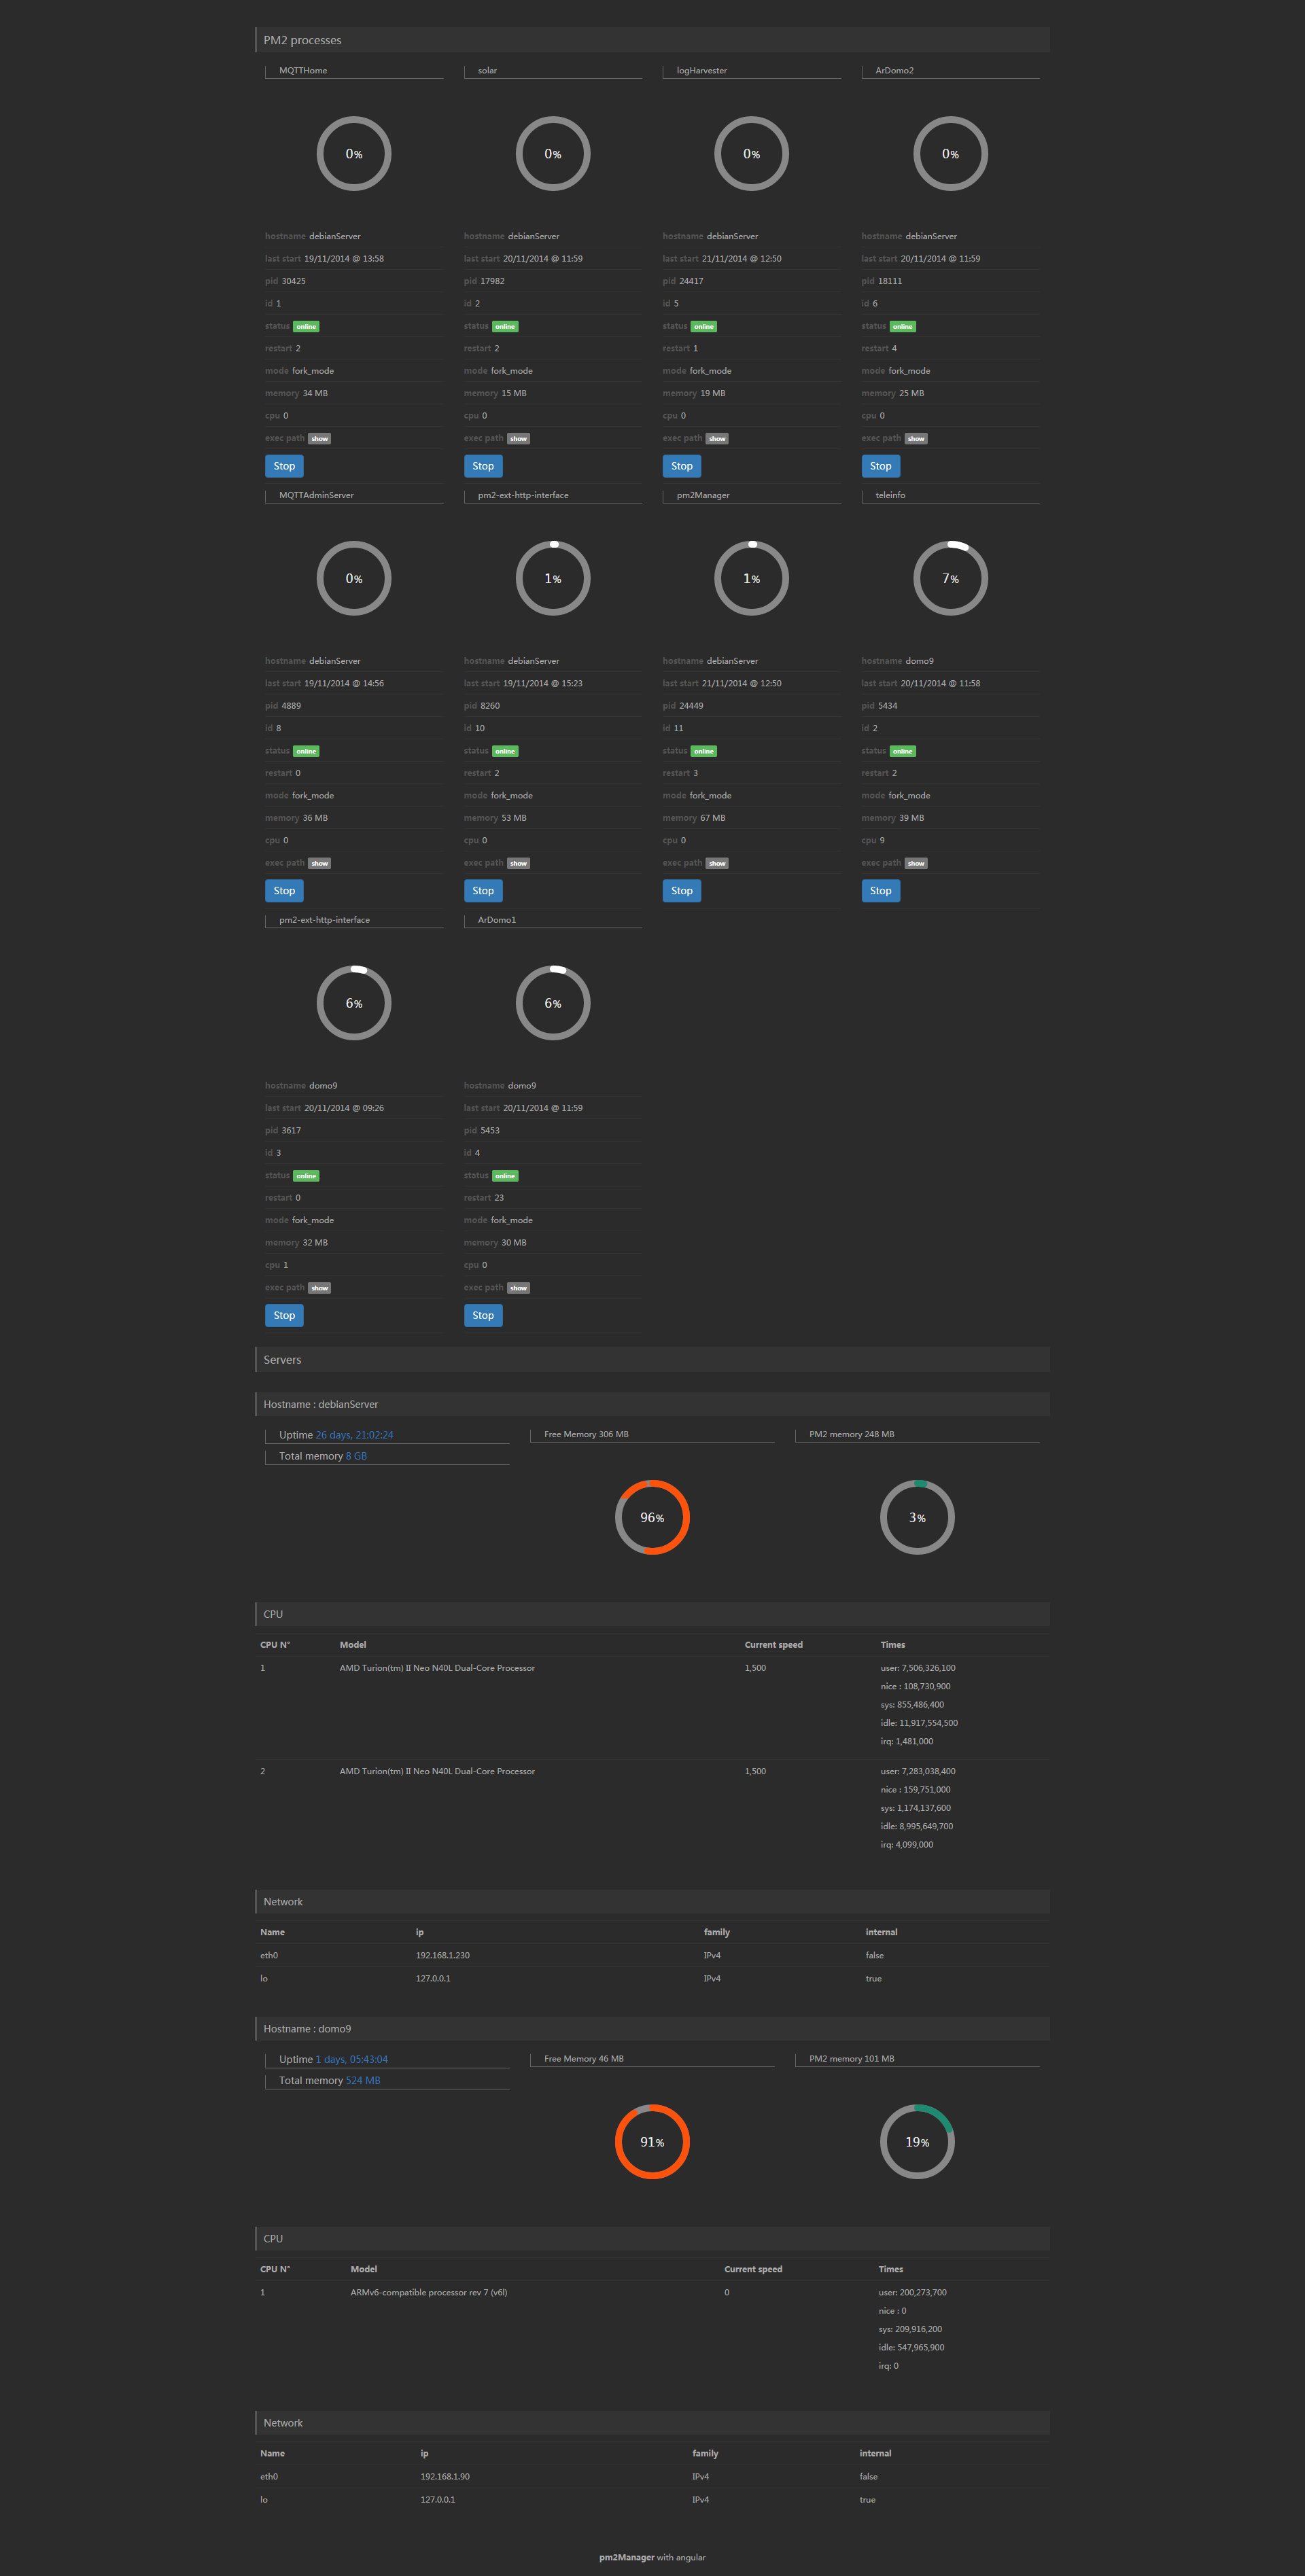 PM2 processes
MQTTHome
solar
logHarvester
ArDomo2
0%
0%
0%
0%
hostname debianServer
hostname debianServer
hostname debianServer
hostname debianServer
last start 19/11/2014 @ 13:58
last start 20/11/2014 @ 11:59
last start 21/11/2014 @ 12:50
last start 20/11/2014 @ 11:59
pid 30425
pid 17982
pid 24417
pid 18111
id 1
id 2
id 5
id 6
status online
status online
status online
status online
restart 2
restart 2
restart 1
restart 4
mode fork_mode
mode fork_mode
mode fork_mode
mode fork_mode
memory 34 MB
memory 15 MB
memory 19 MB
memory 25 MB
cpu 0
cpu 0
cpu 0
cpu 0
exec path show
exec path show
exec path show
exec path show
Stop
Stop
Stop
Stop
MQTTAdminServer
pm2-ext-http-interface
pm2Manager
teleinfo
0%
1%
1%
7%
hostname debianServer
hostname debianServer
hostname debianServer
hostname domo9
last start 19/11/2014 @ 14:56
last start 19/11/2014 @ 15:23
last start 21/11/2014 @ 12:50
last start 20/11/2014 @ 11:58
pid 4889
pid 8260
pid 24449
pid 5434
id 8
id 10
id 11
id 2
status online
status online
status online
status online
restart 0
restart 2
restart 3
restart 2
mode fork_mode
mode fork_mode
mode fork_mode
mode fork_mode
memory 36 MB
memory 53 MB
memory 67 MB
memory 39 MB
cpu 0
cpu 0
cpu 0
cpu 9
exec path show
exec path show
exec path show
exec path show
Stop
Stop
Stop
Stop
pm2-ext-http-interface
ArDomo1
6%
6%
hostname domo9
hostname domo9
last start 20/11/2014 @ 09:26
last start 20/11/2014 @ 11:59
pid 3617
pid 5453
id 3
id 4
status online
status online
restart 0
restart 23
mode fork_mode
mode fork_mode
memory 32 MB
memory 30 MB
cpu 1
cpu 0
exec path show
exec path show
Stop
Stop
Servers
Hostname : debianServer
Uptime 26 days, 21:02:24
Free Memory 306 MB
PM2 memory 248 MB
Total memory 8 GB
96%
3%
CPU
CPU N° Model Current speed Times
1 AMD Turion(tm) II Neo N40L Dual-Core Processor 1,500 user: 7,506,326,100
nice : 108,730,900
sys: 855,486,400
idle: 11,917,554,500
irq: 1,481,000
2 AMD Turion(tm) II Neo N40L Dual-Core Processor 1,500 user: 7,283,038,400
nice : 159,751,000
sys: 1,174,137,600
idle: 8,995,649,700
irq: 4,099,000
Network
Name ip family internal
eth0 192.168.1.230 IPv4 false
lo 127.0.0.1 IPv4 true
Hostname : domo9
Uptime 1 days, 05:43:04
Free Memory 46 MB
PM2 memory 101 MB
Total memory 524 MB
91%
19%
CPU
CPU N° Model Current speed Times
1 ARMv6-compatible processor rev 7 (v6l) 0 user: 200,273,700
nice : 0
sys: 209,916,200
idle: 547,965,900
irq: 0
Network
Name ip family internal
eth0 192.168.1.90 IPv4 false
lo 127.0.0.1 IPv4 true
pm2Manager with angular